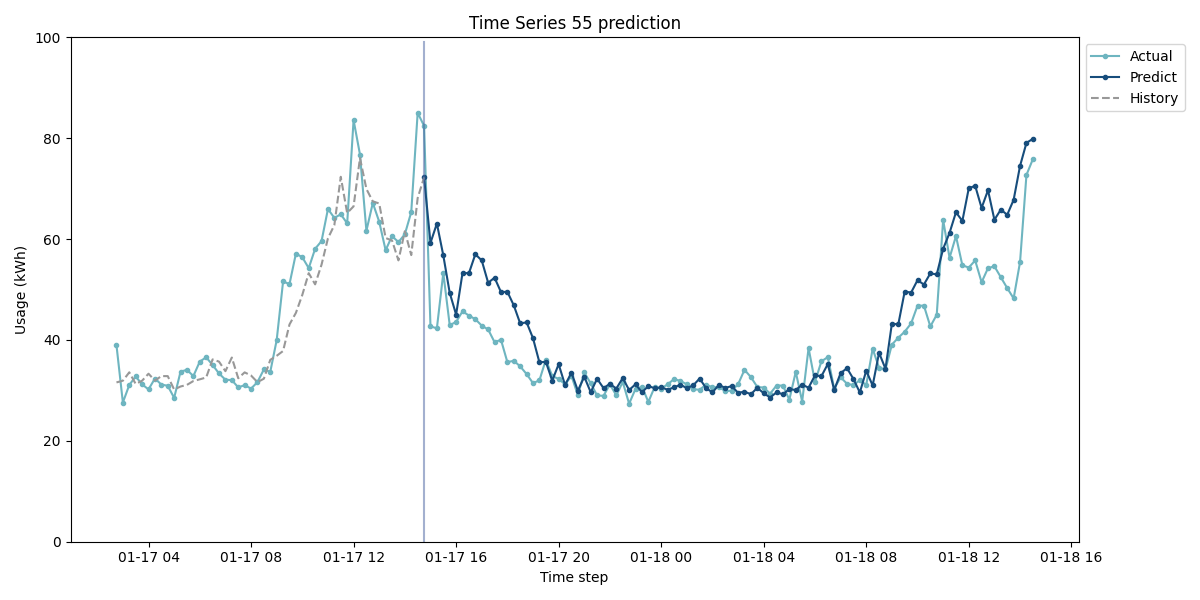 Time Series 55 prediction
Usage (kWh)
100
80
60
40
20
0
01-17 04
01-17 08
01-17 12
01-17 16
01-17 20
01-18 00
01-18 04
01-18 08
01-18 12
01-18 16
Time step
Actual
Predict
History